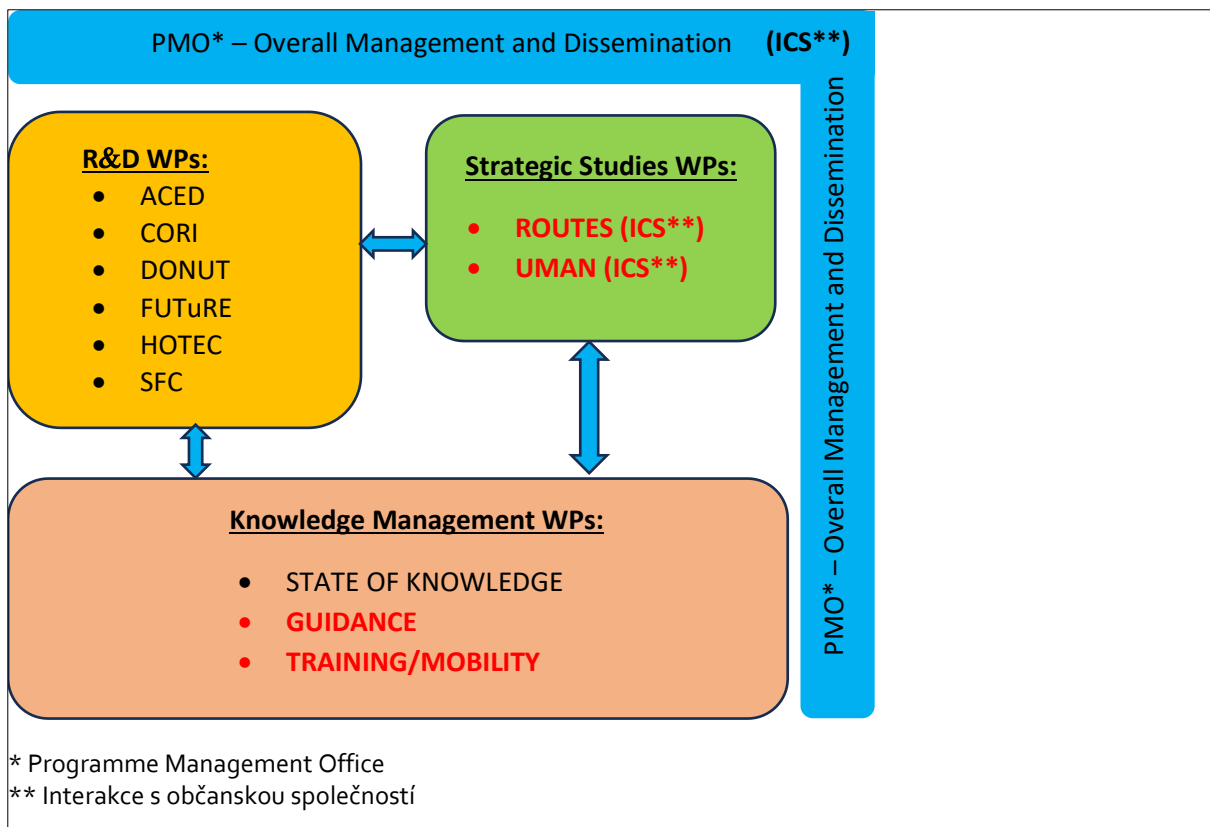 PMO* – Overall Management and Dissemination (ICS**)
PMO* – Overall Management and Dissemination
R&D WPs:
• ACED
• CORI
• DONUT
• FUTuRE
• HOTEC
• SFC
Strategic Studies WPs:
• ROUTES (ICS**)
• UMAN (ICS**)
Knowledge Management WPs:
• STATE OF KNOWLEDGE
• GUIDANCE
• TRAINING/MOBILITY
* Programme Management Office
** Interakce s občanskou společností